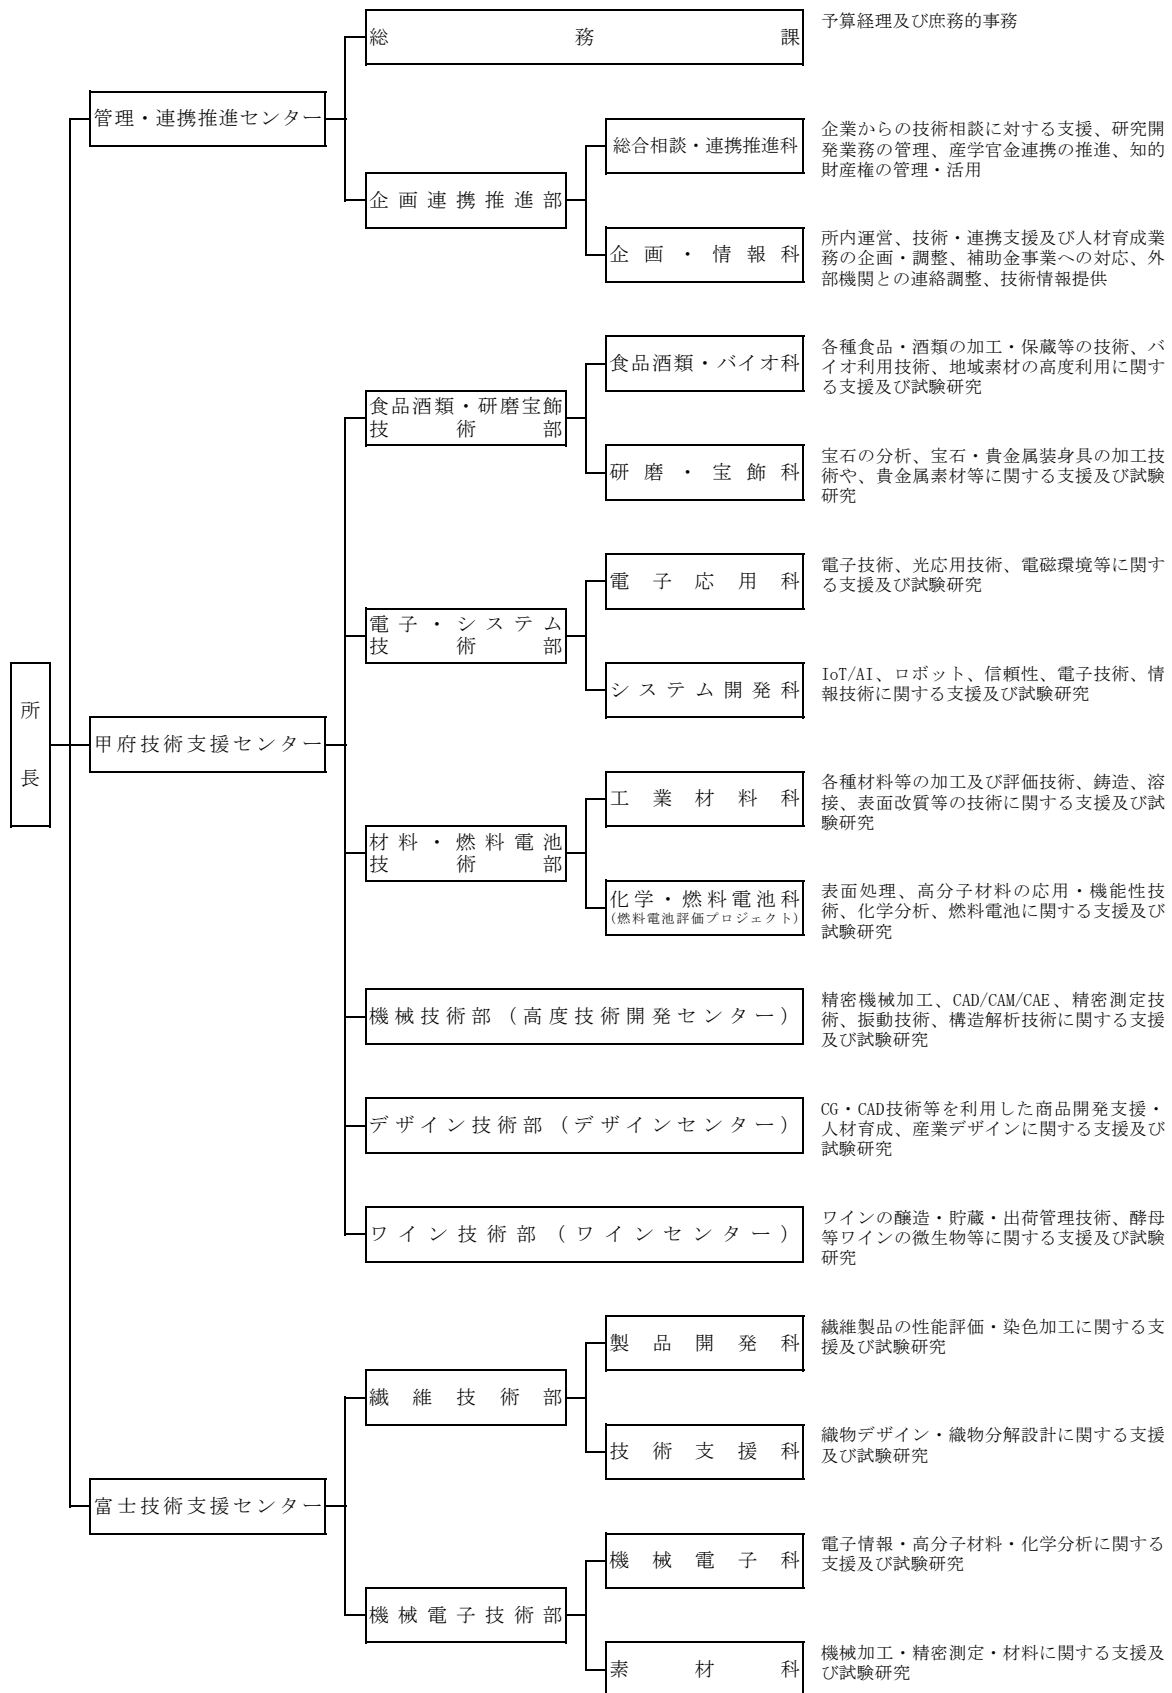 所
長
管理・連携推進センター
総務課
予算経理及び庶務的事務
企画連携推進部
総合相談・連携推進科
企業からの技術相談に対する支援、研究開
発業務の管理、産学官金連携の推進、知的
財産権の管理・活用
企画・情報科
所内運営、技術・連携支援及び人材育成業
務の企画・調整、補助金事業への対応、外
部機関との連絡調整、技術情報提供
甲府技術支援センター
食品酒類・研磨宝飾
技術部
食品酒類・バイオ科
各種食品・酒類の加工・保蔵等の技術、バ
イオ利用技術、地域素材の高度利用に関す
る支援及び試験研究
研磨・宝飾科
宝石の分析、宝石・貴金属装身具の加工技
術や、貴金属素材等に関する支援及び試験
研究
電子・システム
技術部
電子応用科
電子技術、光応用技術、電磁環境等に関す
る支援及び試験研究
システム開発科
IoT/AI、ロボット、信頼性、電子技術、情
報技術に関する支援及び試験研究
材料・燃料電池
技術部
工業材料科
各種材料等の加工及び評価技術、鋳造、溶
接、表面改質等の技術に関する支援及び試
験研究
化学・燃料電池科
(燃料電池評価プロジェクト)
表面処理、高分子材料の応用・機能性技
術、化学分析、燃料電池に関する支援及び
試験研究
機械技術部（高度技術開発センター）
精密機械加工、CAD/CAM/CAE、精密測定技
術、振動技術、構造解析技術に関する支援
及び試験研究
デザイン技術部（デザインセンター）
CG・CAD技術等を利用した商品開発支援・
人材育成、産業デザインに関する支援及び
試験研究
ワイン技術部（ワインセンター）
ワインの醸造・貯蔵・出荷管理技術、酵母
等ワインの微生物等に関する支援及び試験
研究
富士技術支援センター
繊維技術部
製品開発科
繊維製品の性能評価・染色加工に関する支
援及び試験研究
技術支援科
織物デザイン・織物分解設計に関する支援
及び試験研究
機械電子技術部
機械電子科
電子情報・高分子材料・化学分析に関する
支援及び試験研究
素材科
機械加工・精密測定・材料に関する支援及
び試験研究